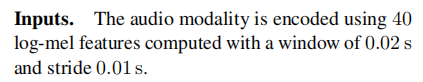 Inputs. The audio modality is encoded using 40
log-mel features computed with a window of 0.02 s
and stride 0.01 s.